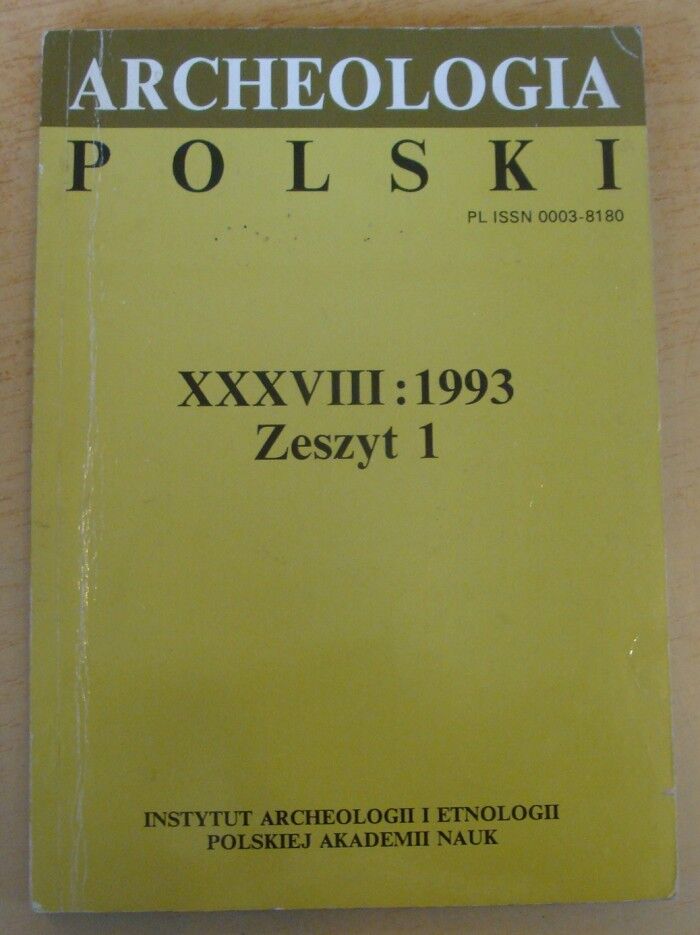 ARCHEOLOGIA
POLSKI
PL ISSN 0003-8180
XXXVIII : 1993
Zeszyt 1
INSTYTUT ARCHEOLOGII I ETNOLOGII
POLSKIEJ AKADEMII NAUK